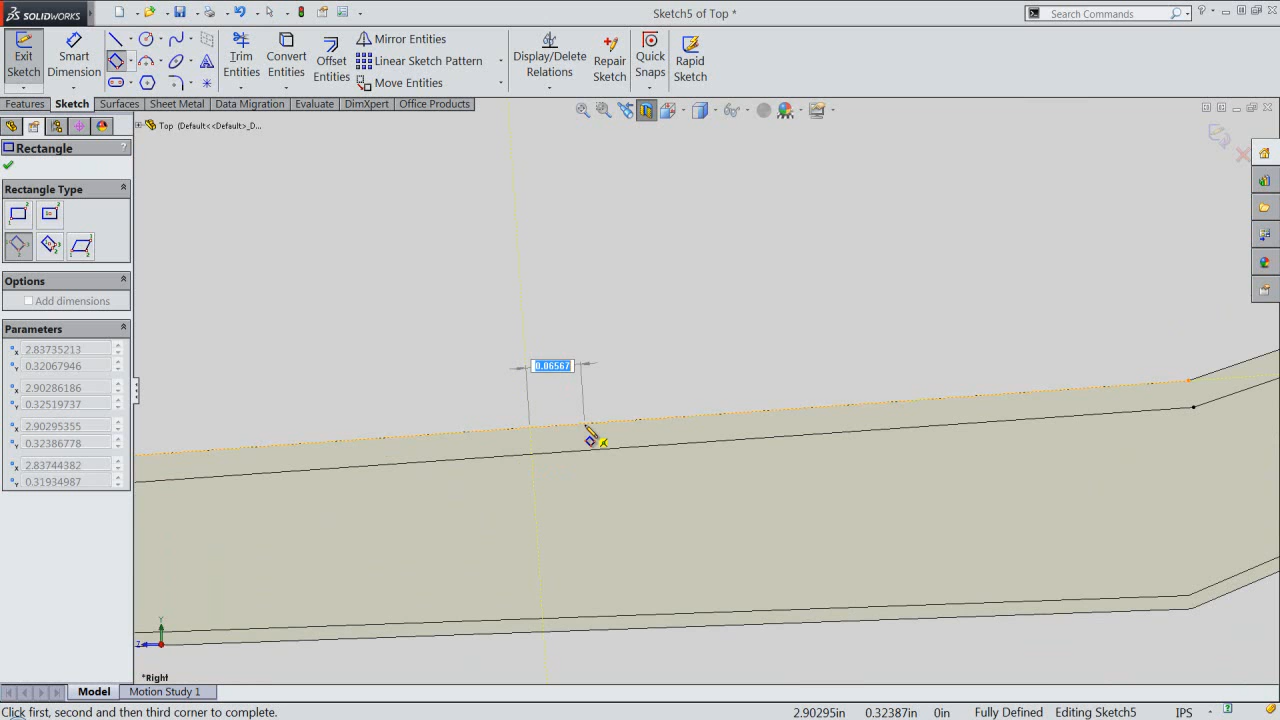 SOLIDWORKS
Sketch5 of Top *
Search Commands
Exit Sketch
Smart Dimension
Trim Entities
Convert Entities
Offset Entities
Mirror Entities
Linear Sketch Pattern
Move Entities
Display/Delete Relations
Repair Sketch
Quick Snaps
Rapid Sketch
Features
Sketch
Surfaces
Sheet Metal
Data Migration
Evaluate
DimXpert
Office Products
Top (Default<<Default>_D...
Rectangle
?
Rectangle Type
Options
Add dimensions
Parameters
2.83735213
0.32067946
2.90286186
0.32519737
2.90295355
0.32386778
2.83744382
0.31934987
0.06567
Y
Z
*Right
Model
Motion Study 1
Click first, second and then third corner to complete.
2.90295in
0.32387in
0in
Fully Defined
Editing Sketch5
IPS